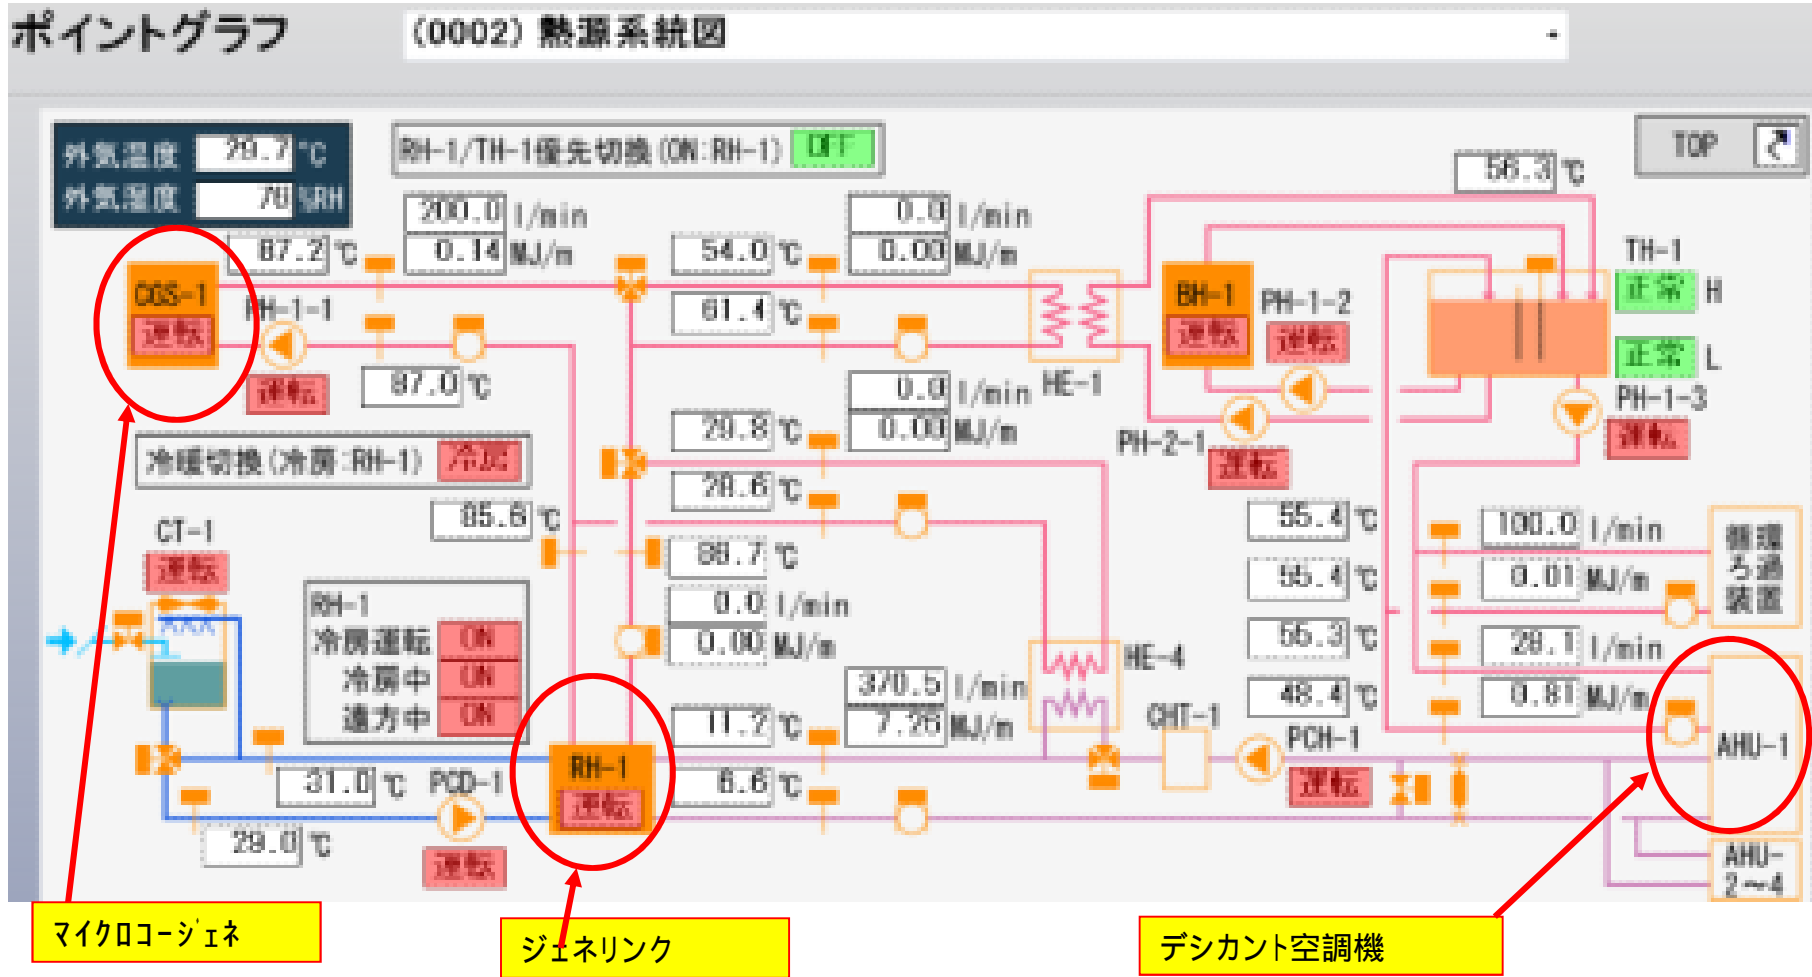 ポイントグラフ
(0002) 熱源系統図
外気温度 29.7 ℃
外気湿度 %RH
RH-1/TH-1優先切換(ON:RH-1) OFF
TOP
56.3 ℃
200.0 l/min
0.14 MJ/m
87.2 ℃
0.0 l/min
0.00 MJ/m
54.0 ℃
61.4 ℃
CGS-1
運転
PH-1-1
運転
87.0 ℃
HE-1
BH-1
運転
PH-1-2
運転
TH-1
正常 H
正常 L
PH-1-3
運転
PH-2-1
運転
0.0 l/min
0.00 MJ/m
29.8 ℃
28.6 ℃
冷暖切換(冷房:RH-1) 冷房
85.6 ℃
CT-1
運転
RH-1
冷房運転 ON
冷房中 ON
遠方中 ON
℃
0.0 l/min
0.00 MJ/m
HE-4
370.5 l/min
7.26 MJ/m
11.2 ℃
6.6 ℃
RH-1
運転
31.0 ℃
PCD-1
運転
29.0 ℃
CHT-1
PCH-1
運転
55.4 ℃
55.4 ℃
55.3 ℃
48.4 ℃
100.0 l/min
0.01 MJ/m
循環
ろ過
装置
l/min
0.81 MJ/m
AHU-1
AHU-
2～4
マイクロコージェネ
ジェネリンク
デシカント空調機